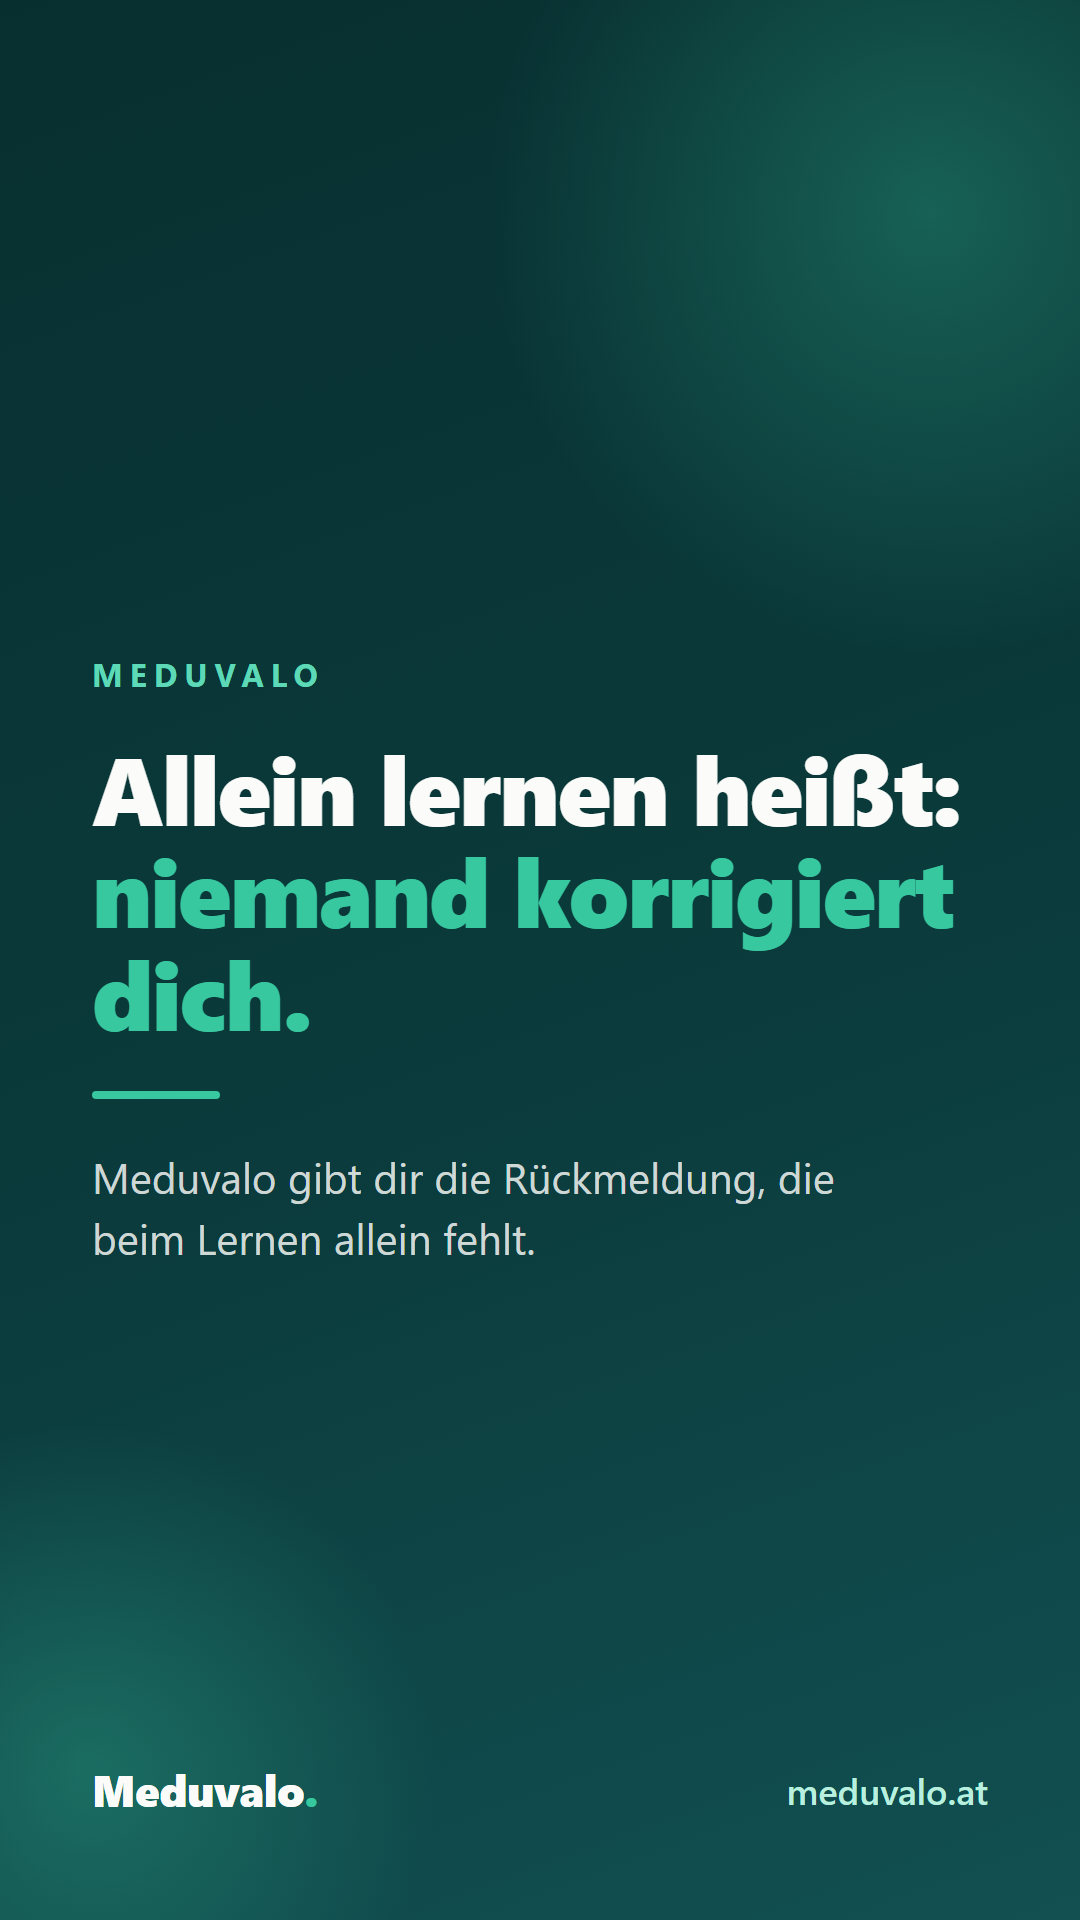 MEDUVALO
Allein lernen heißt:
niemand korrigiert
dich.
Meduvalo gibt dir die Rückmeldung, die
beim Lernen allein fehlt.
Meduvalo.
meduvalo.at